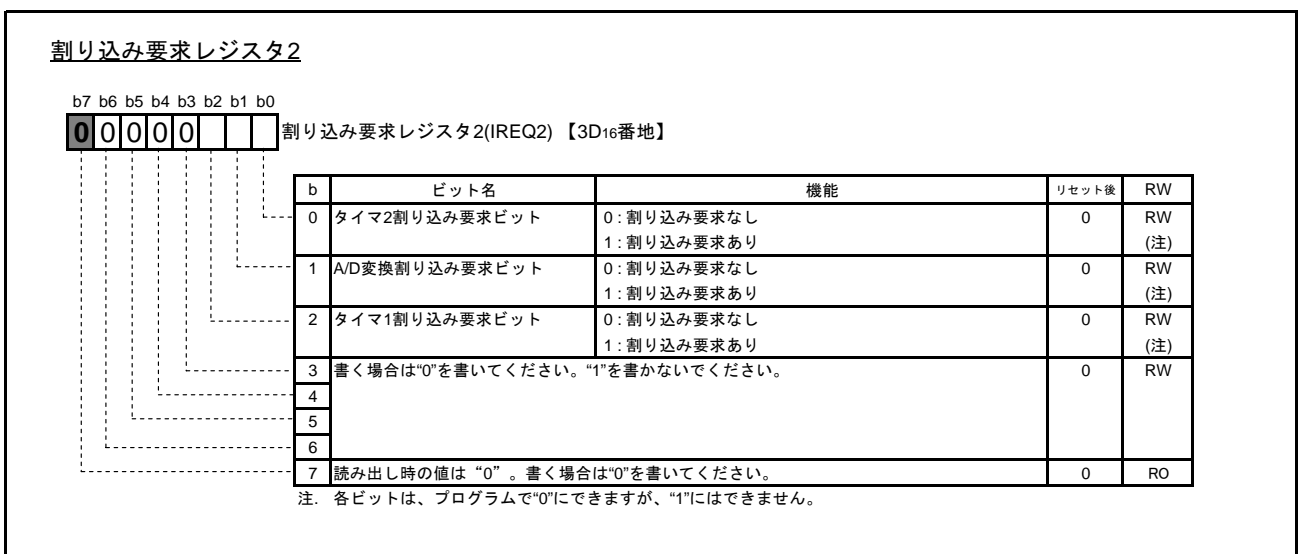 割り込み要求レジスタ2
b7 b6 b5 b4 b3 b2 b1 b0
0 0 0 0 0
割り込み要求レジスタ2(IREQ2) 【3D16番地】
b ビット名 機能 リセット後 RW
0 タイマ2割り込み要求ビット 0 : 割り込み要求なし 0 RW
1 : 割り込み要求あり (注)
1 A/D変換割り込み要求ビット 0 : 割り込み要求なし 0 RW
1 : 割り込み要求あり (注)
2 タイマ1割り込み要求ビット 0 : 割り込み要求なし 0 RW
1 : 割り込み要求あり (注)
3 書く場合は“0”を書いてください。“1”を書かないでください。 0 RW
4
5
6
7 読み出し時の値は“0”。書く場合は“0”を書いてください。 0 RO
注. 各ビットは、プログラムで“0”にできますが、“1”にはできません。